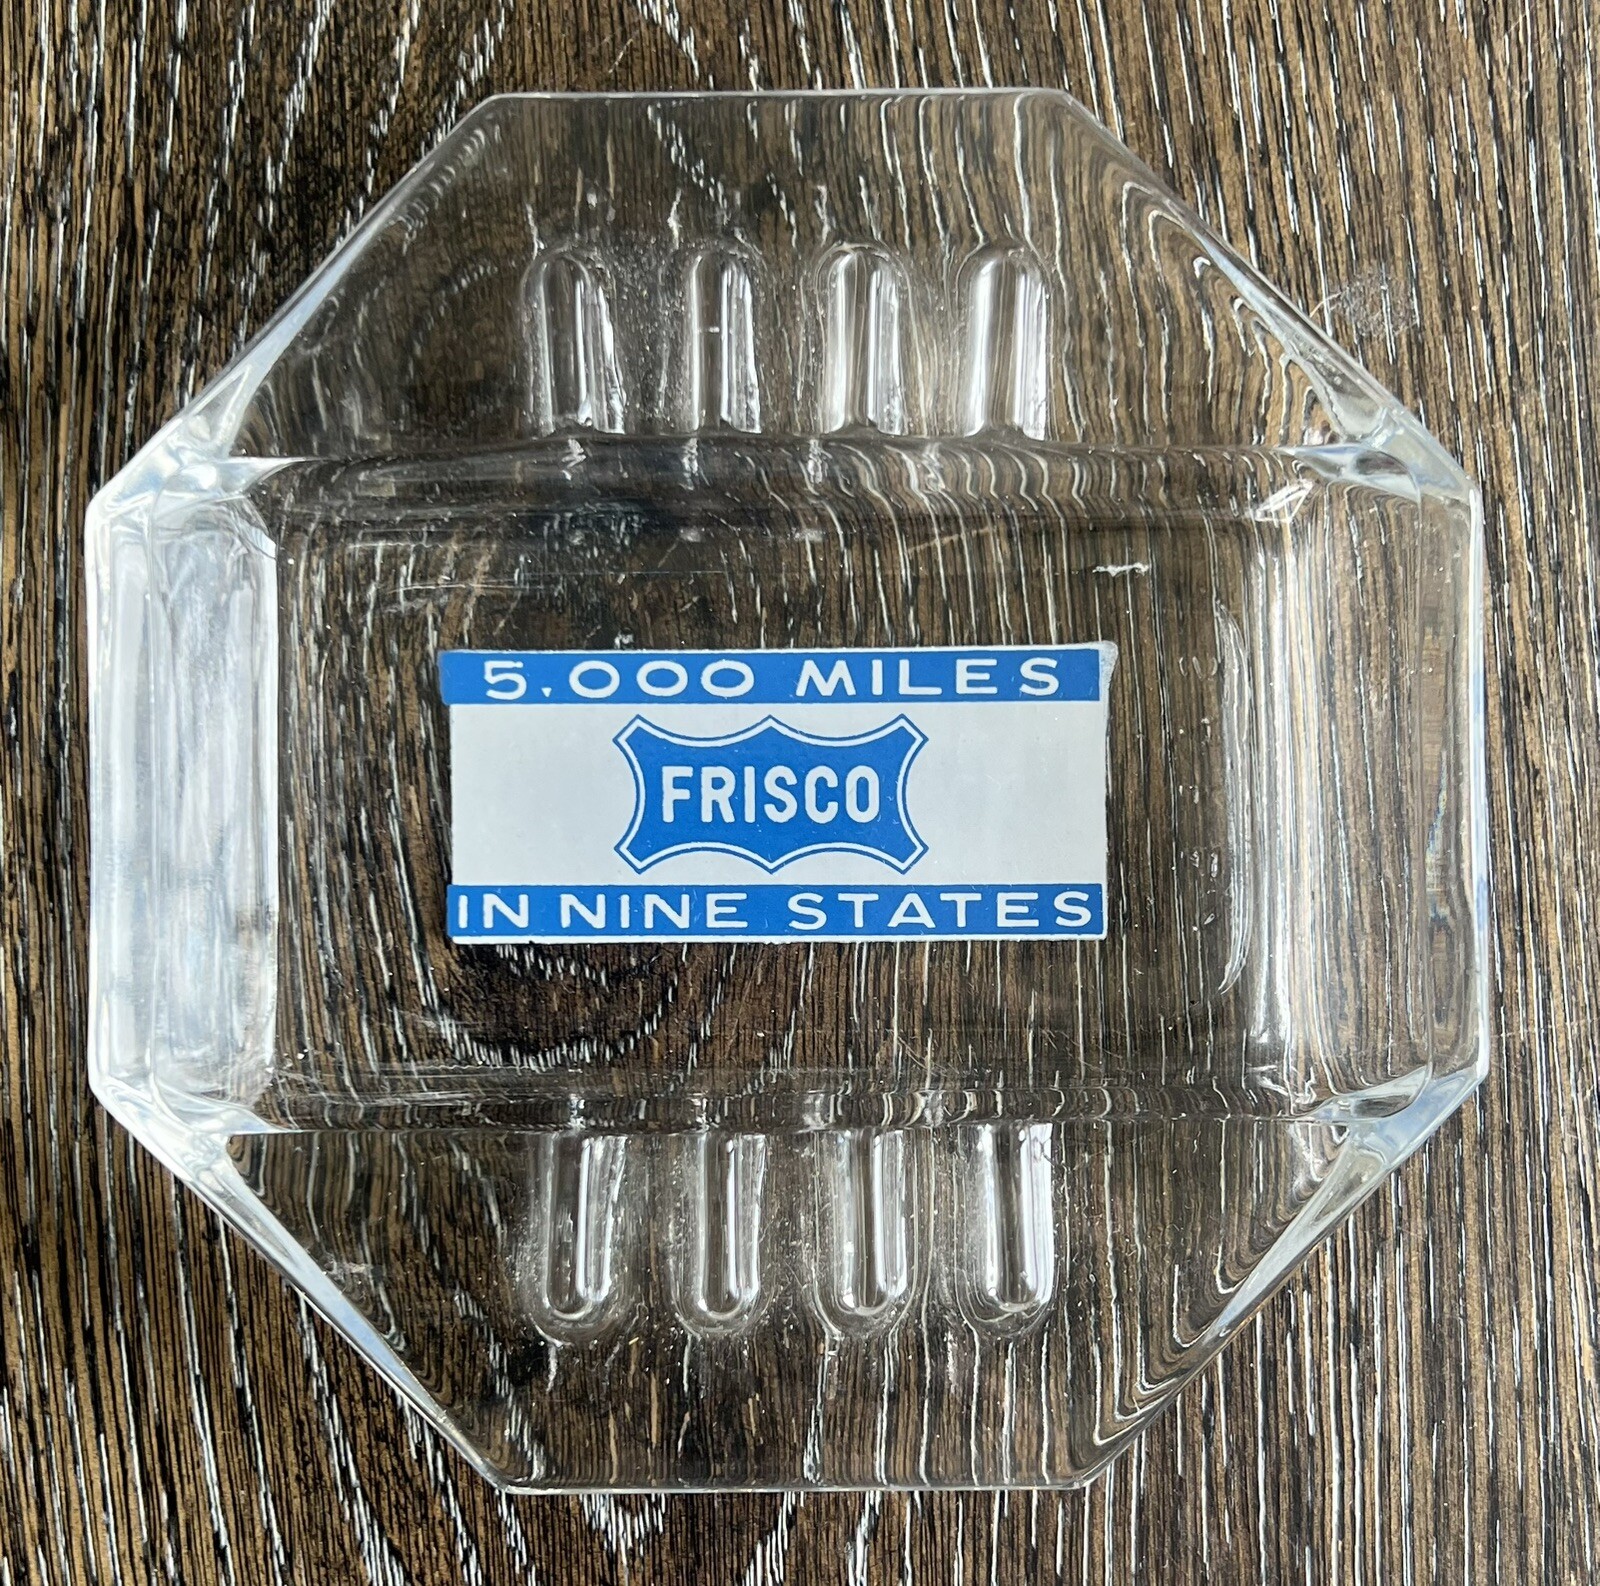 5.000 MILES
FRISCO
IN NINE STATES